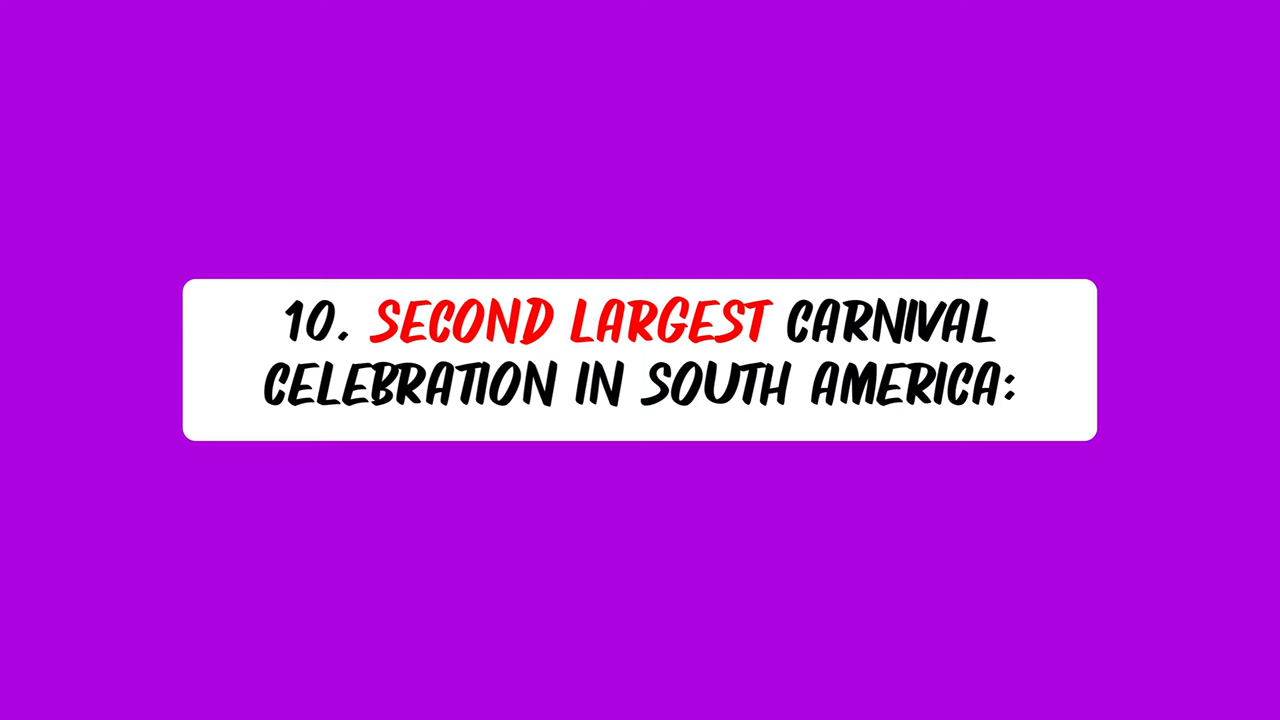 10. SECOND LARGEST CARNIVAL
CELEBRATION IN SOUTH AMERICA: